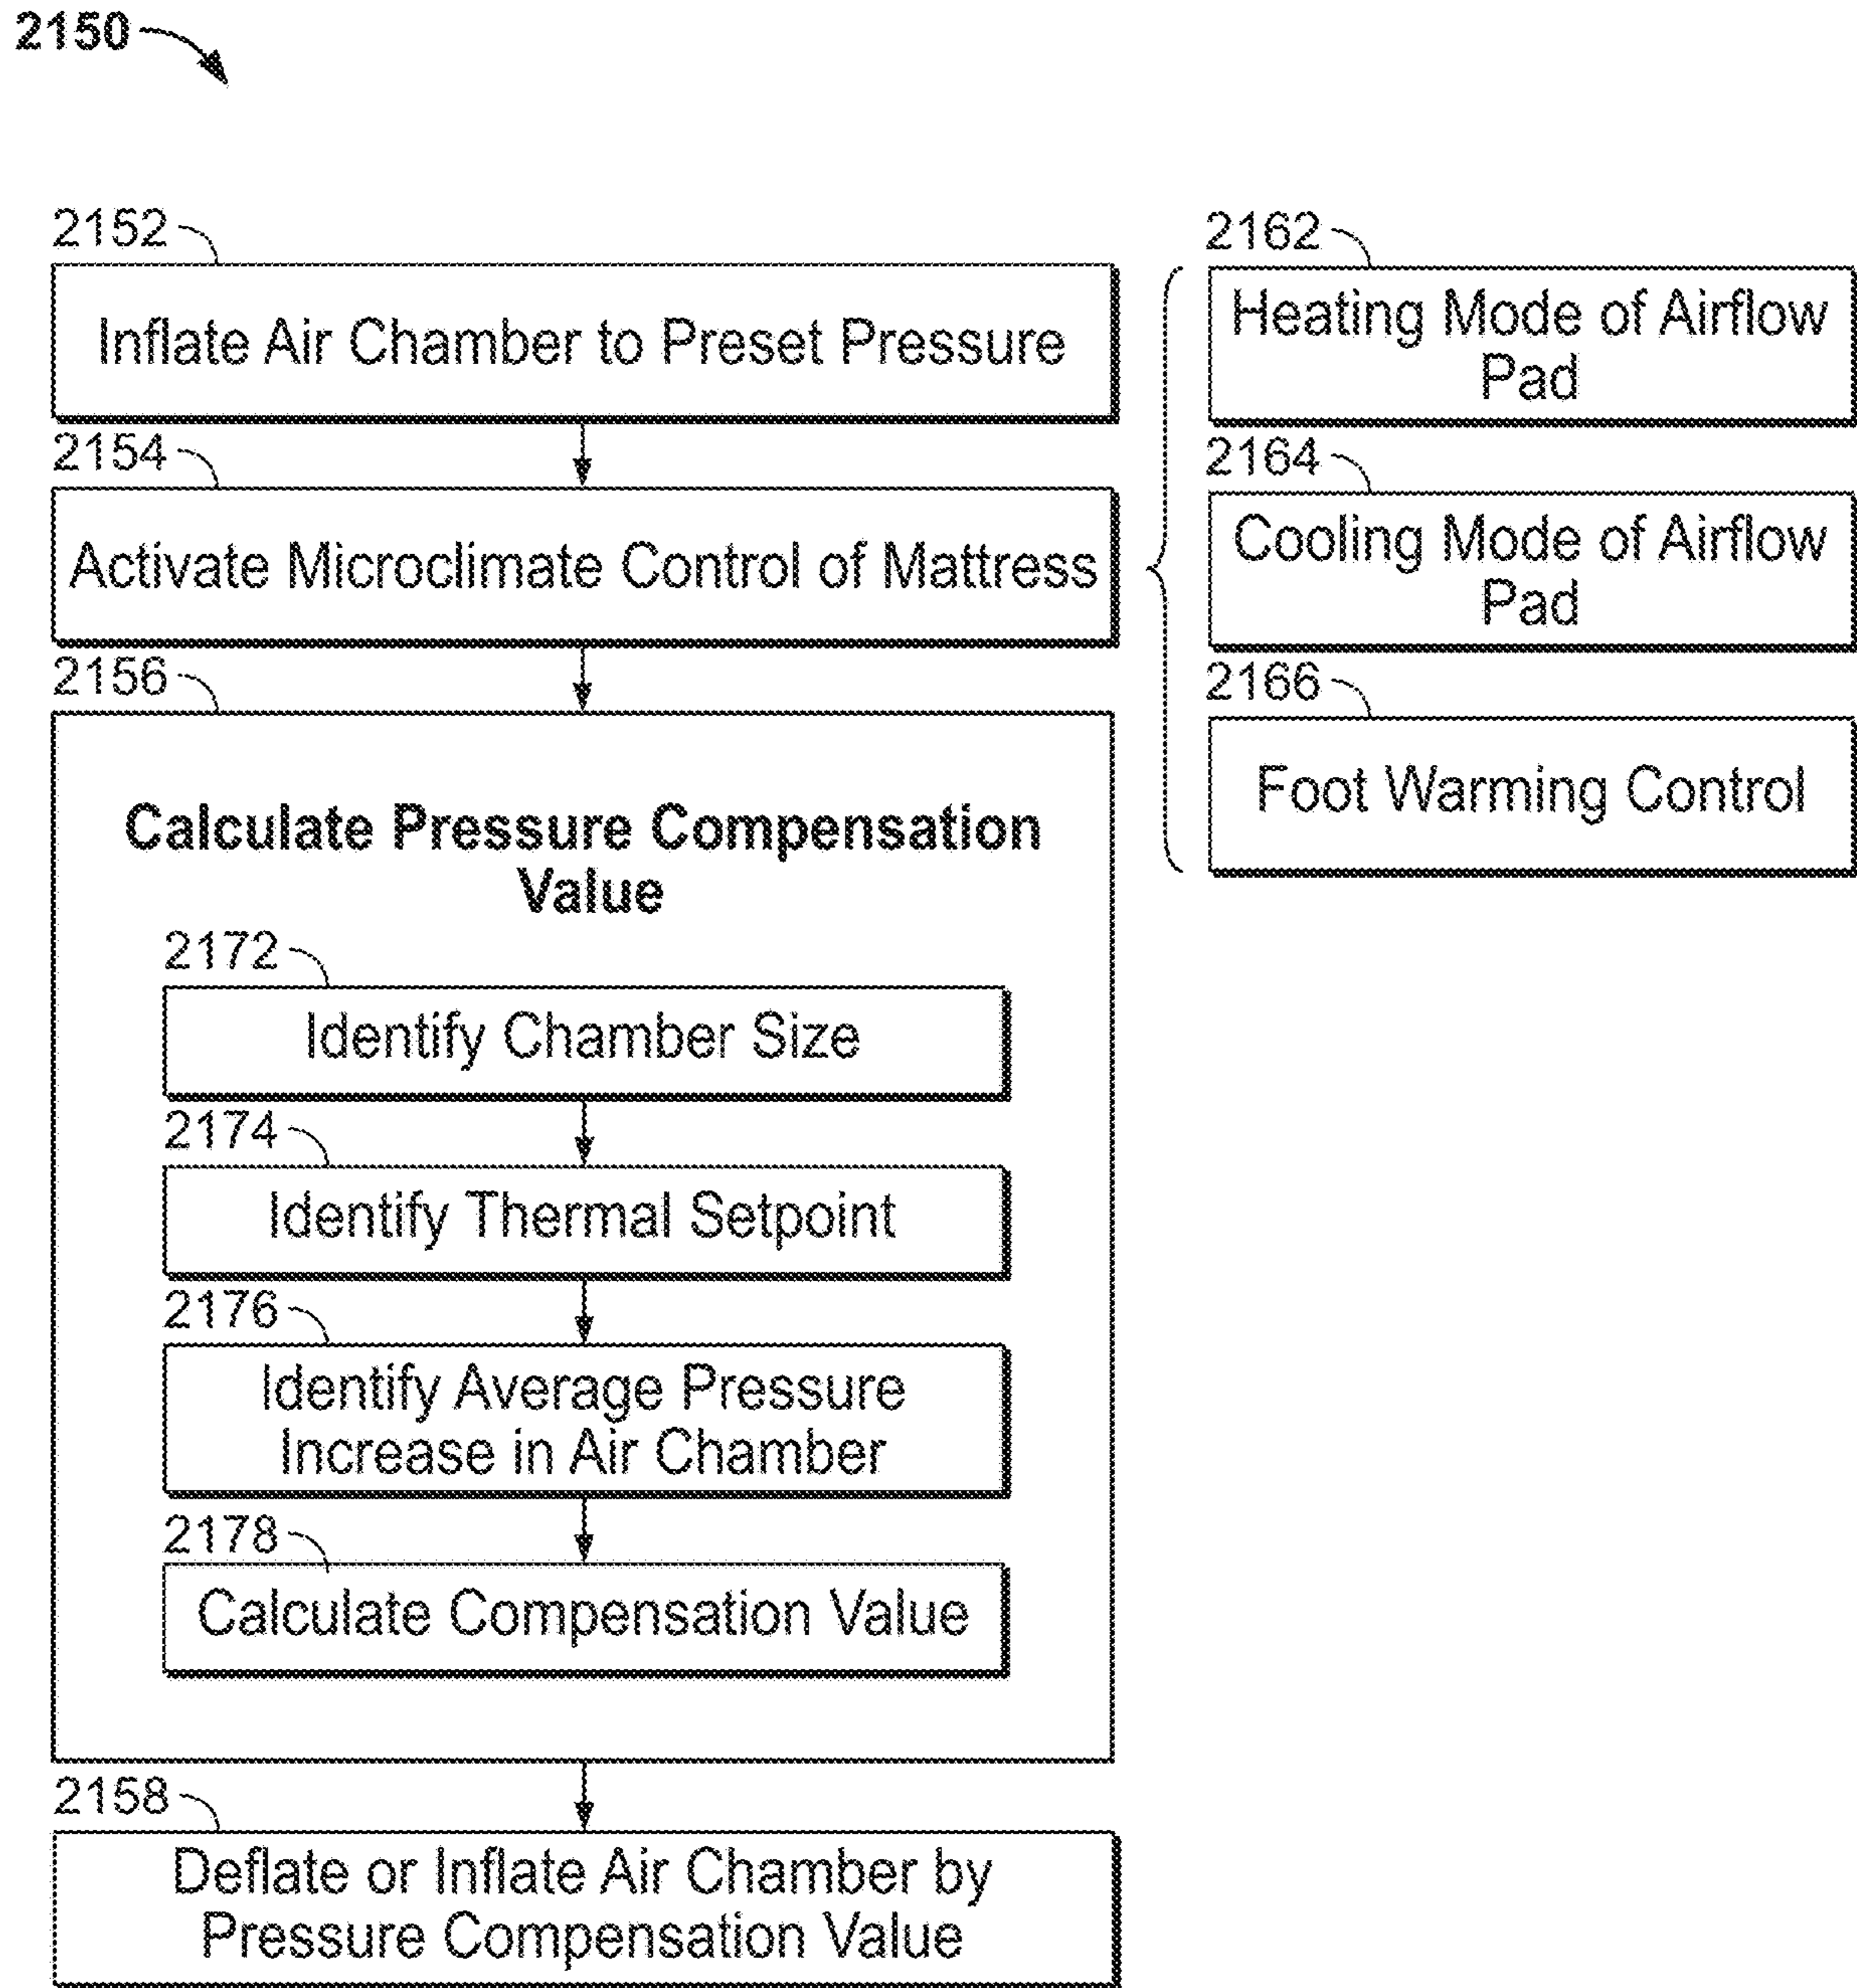 2150
2152
Inflate Air Chamber to Preset Pressure
2154
Activate Microclimate Control of Mattress
2156
Calculate Pressure Compensation
Value
2172
Identify Chamber Size
2174
Identify Thermal Setpoint
2176
Identify Average Pressure
Increase in Air Chamber
2178
Calculate Compensation Value
2158
Deflate or Inflate Air Chamber by
Pressure Compensation Value
2162
Heating Mode of Airflow
Pad
2164
Cooling Mode of Airflow
Pad
2166
Foot Warming Control